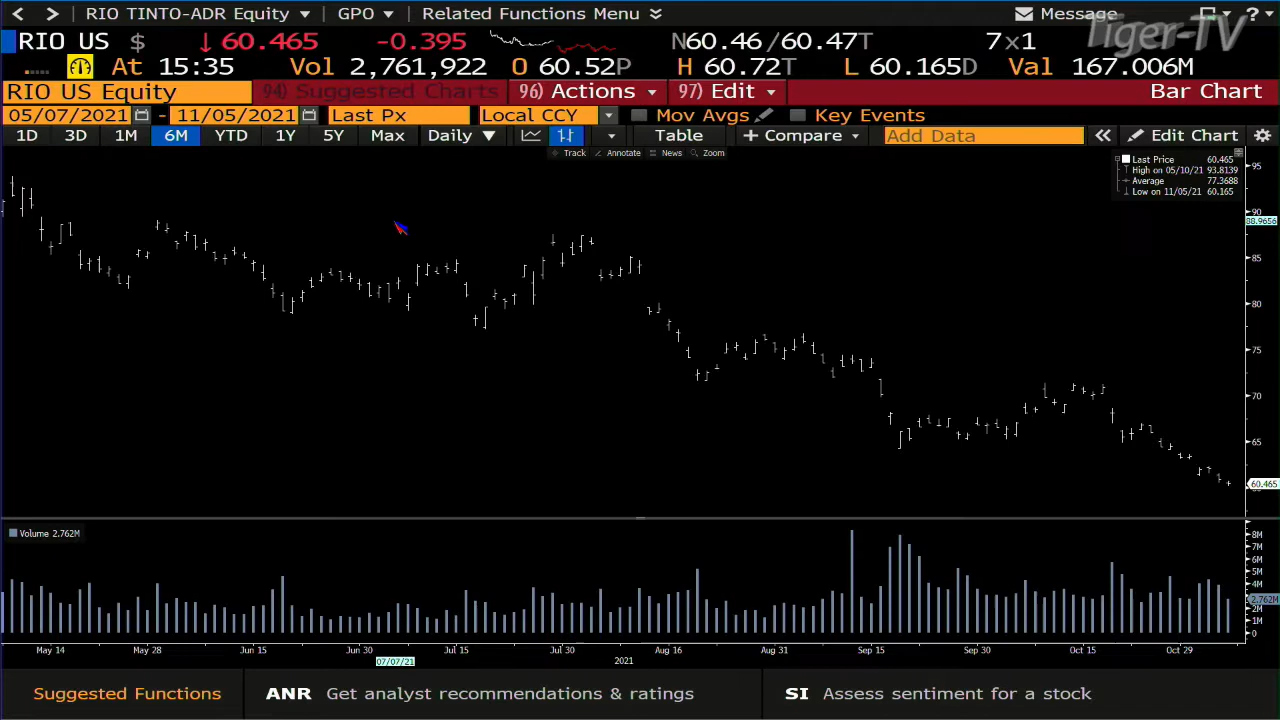 RIO TINTO-ADR Equity GPO Related Functions Menu Message ?
Tiger-TV
RIO US $ ↓ 60.465 -0.395 N60.46 /60.47T 7x1
At 15:35 Vol 2,761,922 O 60.52P H 60.72T L 60.165D Val 167.006M
RIO US Equity 94) Suggested Charts 96) Actions 97) Edit Bar Chart
05/07/2021 - 11/05/2021 Last Px Local CCY Mov Avgs Key Events
1D 3D 1M 6M YTD 1Y 5Y Max Daily ▼ Table + Compare Add Data « Edit Chart
Track Annotate News Zoom
Last Price 60.465
High on 05/10/21 93.8139
Average 77.3688
Low on 11/05/21 60.165
95
90
88.9656
85
80
75
70
65
60.465
Volume 2.762M
8M
7M
6M
5M
4M
2.762M
2M
1M
0
May 14 May 28 Jun 15 Jun 30 Jul 15 Jul 30 Aug 16 Aug 31 Sep 15 Sep 30 Oct 15 Oct 29
07/07/21 2021
Suggested Functions ANR Get analyst recommendations & ratings SI Assess sentiment for a stock